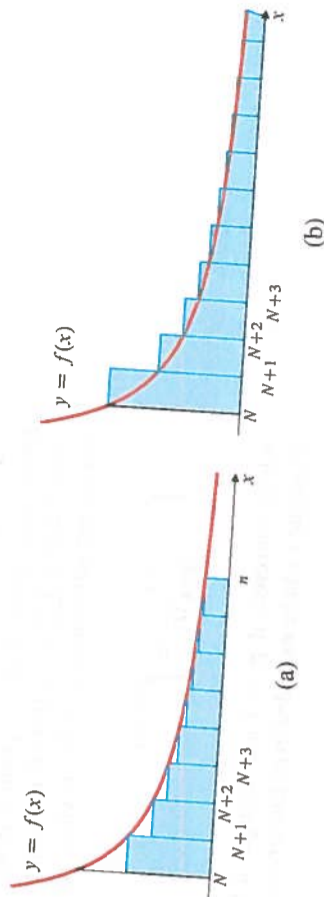 y = f(x)
N
N+1
N+2
N+3
n
x
(a)
y = f(x)
N
N+1
N+2
N+3
x
(b)